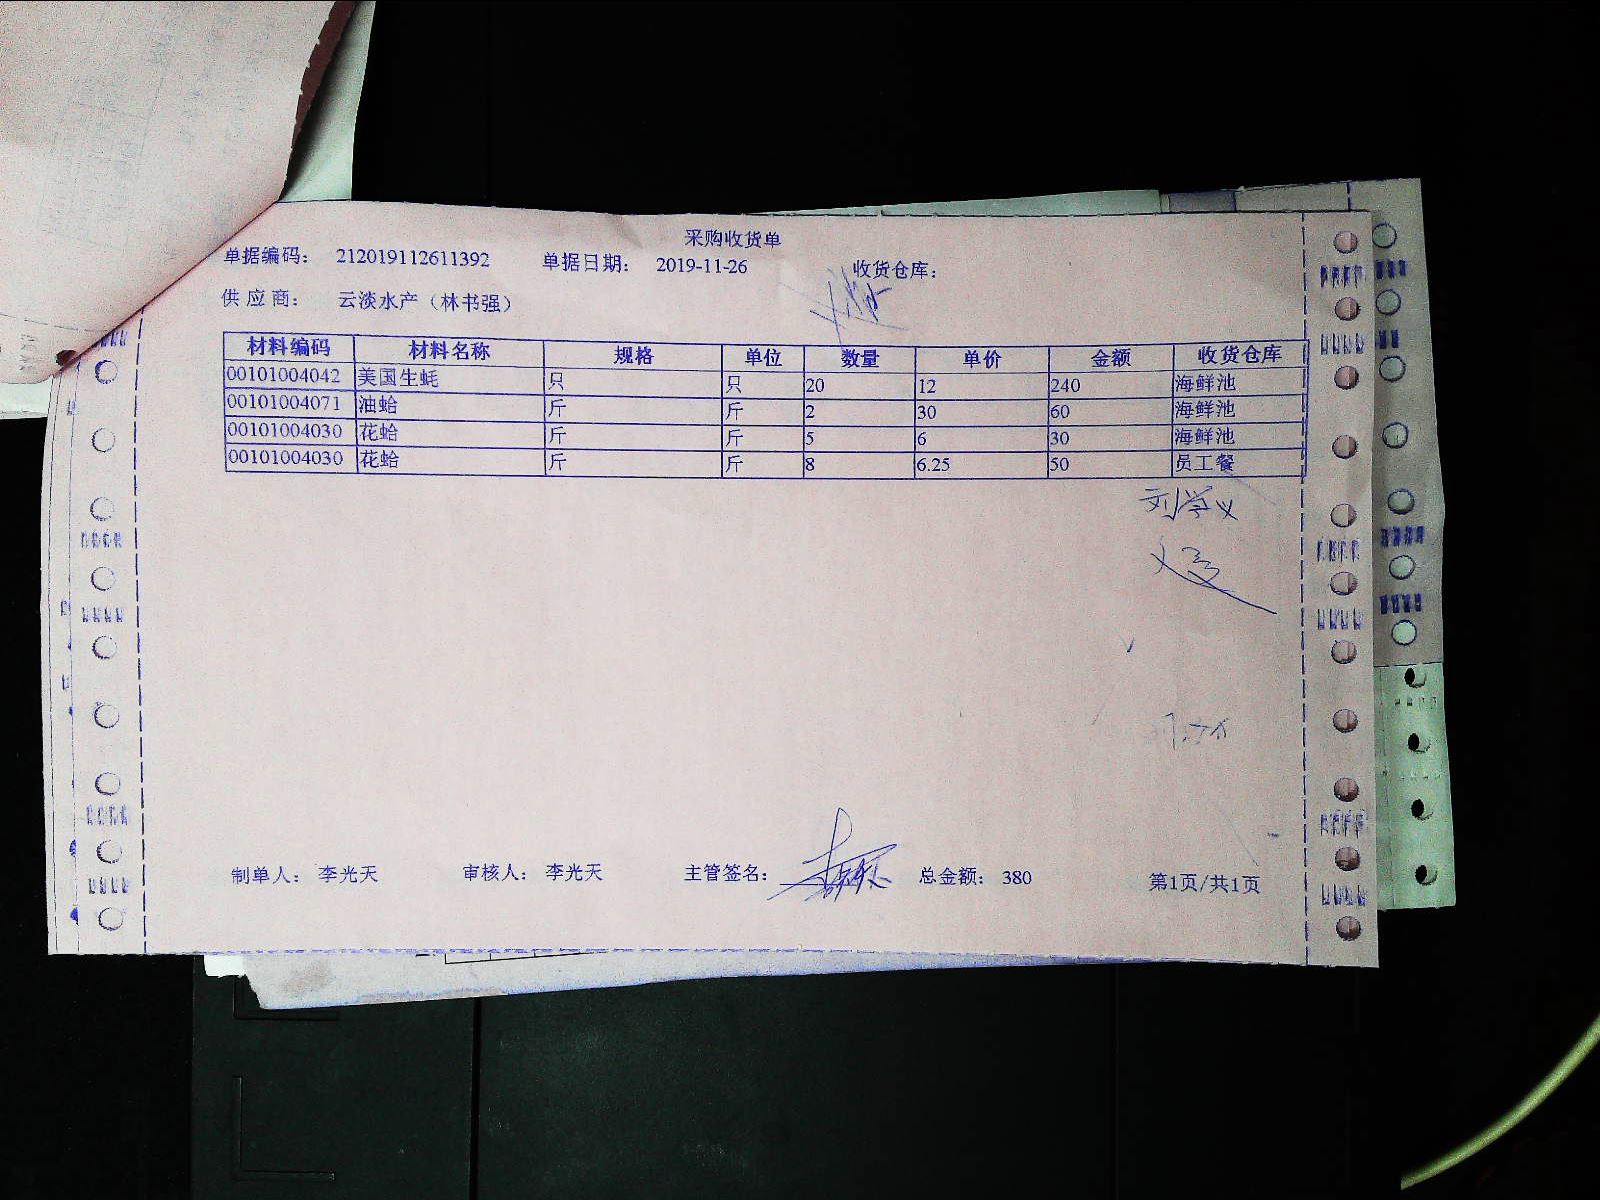 采购收货单
单据编码： 212019112611392 单据日期： 2019-11-26 收货仓库：
供应商： 云淡水产（林书强）
材料编码 材料名称 规格 单位 数量 单价 金额 收货仓库
00101004042 美国生蚝 只 只 20 12 240 海鲜池
00101004071 油蛤 斤 斤 2 30 60 海鲜池
00101004030 花蛤 斤 斤 5 6 30 海鲜池
00101004030 花蛤 斤 斤 8 6.25 50 员工餐
刘学义
制单人： 李光天 审核人： 李光天 主管签名： 总金额： 380 第1页/共1页